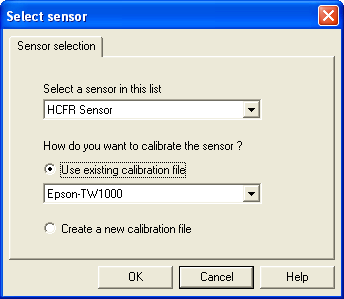 Select sensor
Sensor selection
Select a sensor in this list
HCFR Sensor
How do you want to calibrate the sensor ?
Use existing calibration file
Epson-TW1000
Create a new calibration file
OK Cancel Help